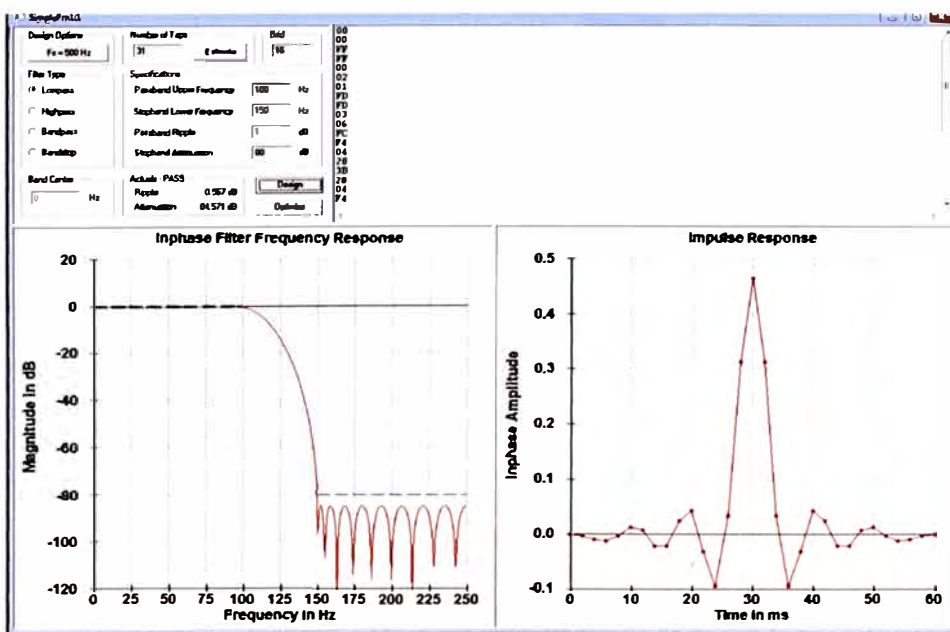 Design Options
Fs = 500 Hz
Number of Taps
31
Estimate
Grid
16
Filter Type
Lowpass
Highpass
Bandpass
Bandstop
Specifications
Passband Upper Frequency 100 Hz
Stopband Lower Frequency 150 Hz
Passband Ripple 1 dB
Stopband Attenuation 80 dB
Band Center
0 Hz
Actuals - PASS
Ripple 0.567 dB
Attenuation 84.571 dB
Design
Optimize
00
00
FF
FF
00
02
01
FD
FD
03
06
FC
F4
04
28
3B
28
04
F4
Inphase Filter Frequency Response
Magnitude in dB
20
0
-20
-40
-60
-80
-100
-120
0 25 50 75 100 125 150 175 200 225 250
Frequency in Hz
Impulse Response
Inphase Amplitude
0.5
0.4
0.3
0.2
0.1
0.0
-0.1
0 10 20 30 40 50 60
Time in ms